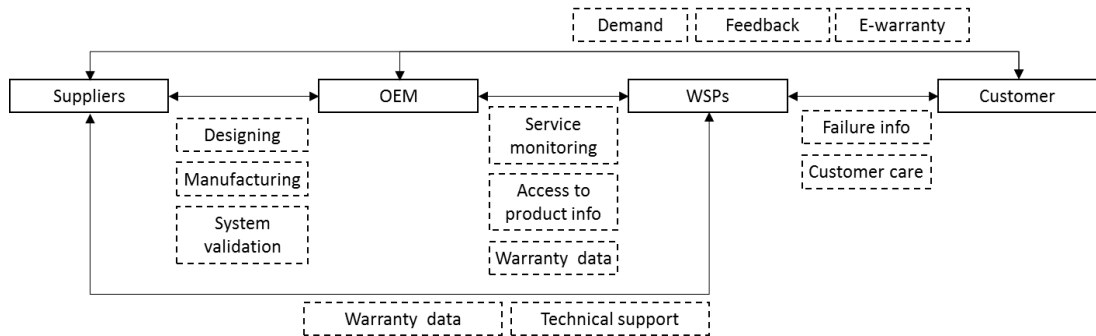 Demand
Feedback
E-warranty
Suppliers
OEM
WSPs
Customer
Designing
Manufacturing
System
validation
Service
monitoring
Access to
product info
Warranty data
Failure info
Customer care
Warranty data
Technical support